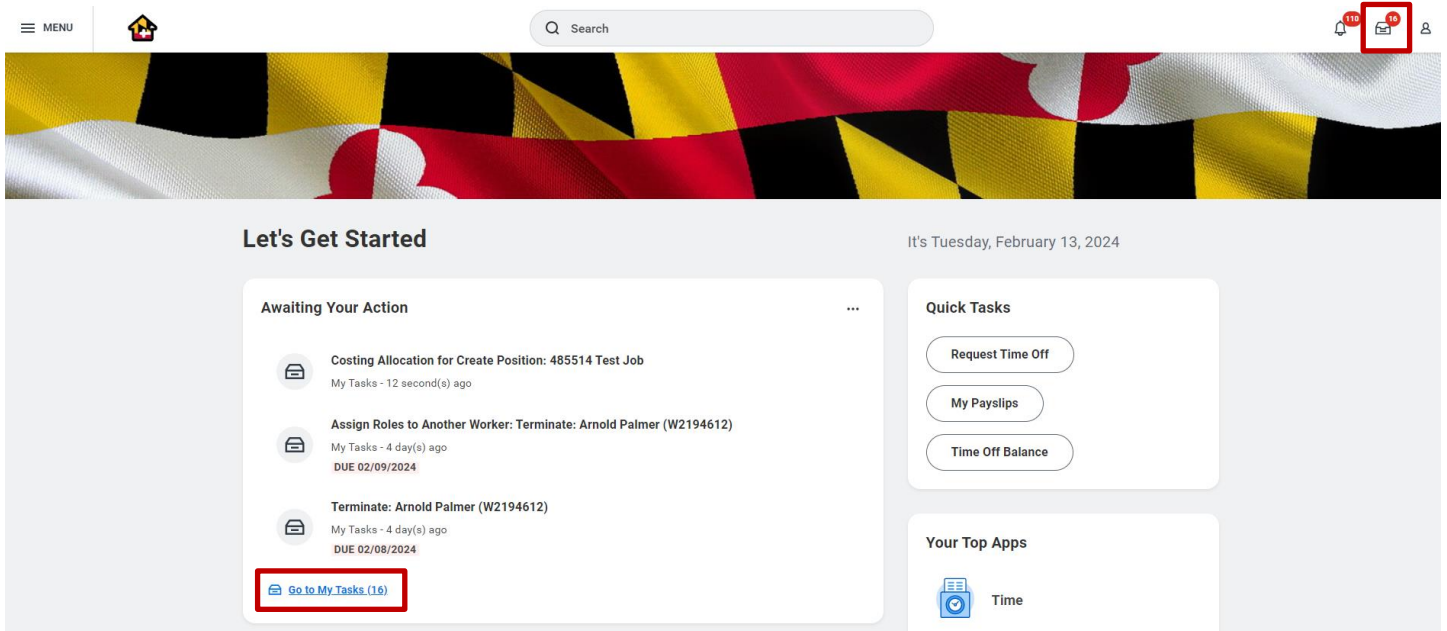 MENU
Search
110
16
Let's Get Started
It's Tuesday, February 13, 2024
Awaiting Your Action
Costing Allocation for Create Position: 485514 Test Job
My Tasks - 12 second(s) ago
Assign Roles to Another Worker: Terminate: Arnold Palmer (W2194612)
My Tasks - 4 day(s) ago
DUE 02/09/2024
Terminate: Arnold Palmer (W2194612)
My Tasks - 4 day(s) ago
DUE 02/08/2024
Go to My Tasks (16)
Quick Tasks
Request Time Off
My Payslips
Time Off Balance
Your Top Apps
Time